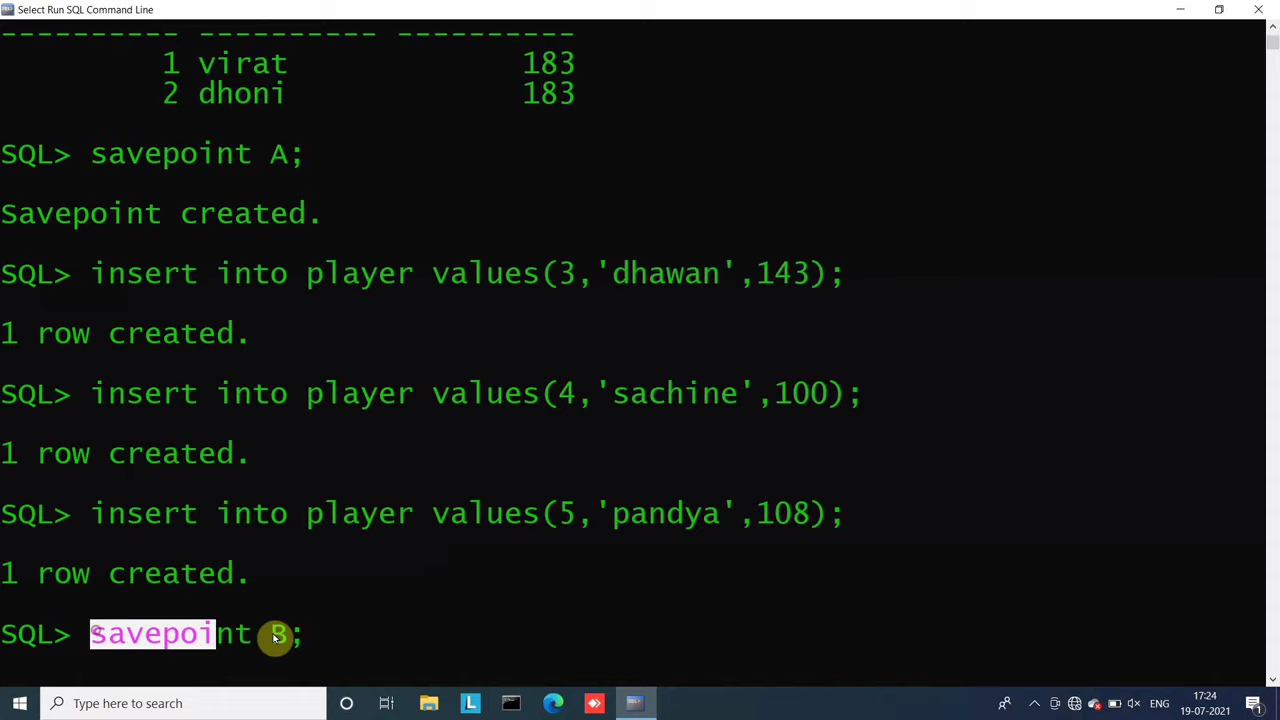 Select Run SQL Command Line
---------- ---------- ----------
1 virat 183
2 dhoni 183
SQL> savepoint A;
Savepoint created.
SQL> insert into player values(3,'dhawan',143);
1 row created.
SQL> insert into player values(4,'sachine',100);
1 row created.
SQL> insert into player values(5,'pandya',108);
1 row created.
SQL> savepoint B;
Type here to search
L
ENG
17:24
19-07-2021
1